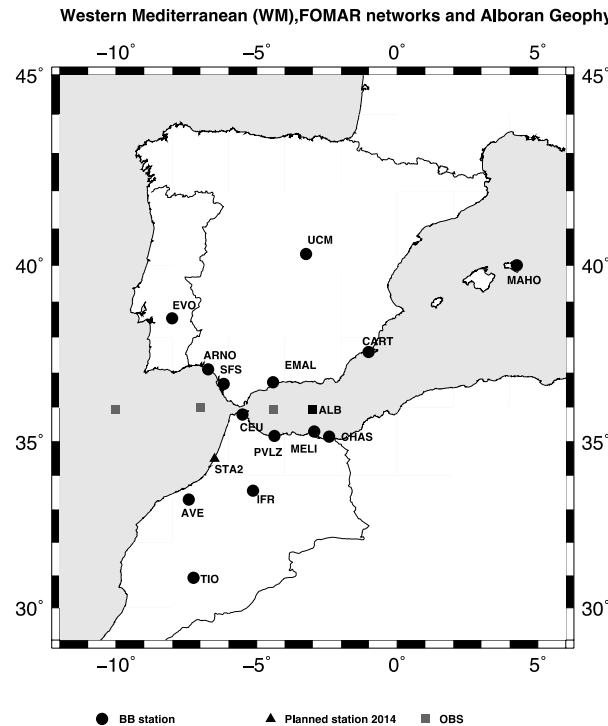 Western Mediterranean (WM),FOMAR networks and Alboran Geophy
−10° −5° 0° 5°
45° 45°
UCM
40° 40°
MAHO
EVO
CART
ARNO
EMAL
SFS
ALB
CEU
35° 35°
CHAS
PVLZ MELI
STA2
IFR
AVE
TIO
30° 30°
−10° −5° 0° 5°
BB station Planned station 2014 OBS